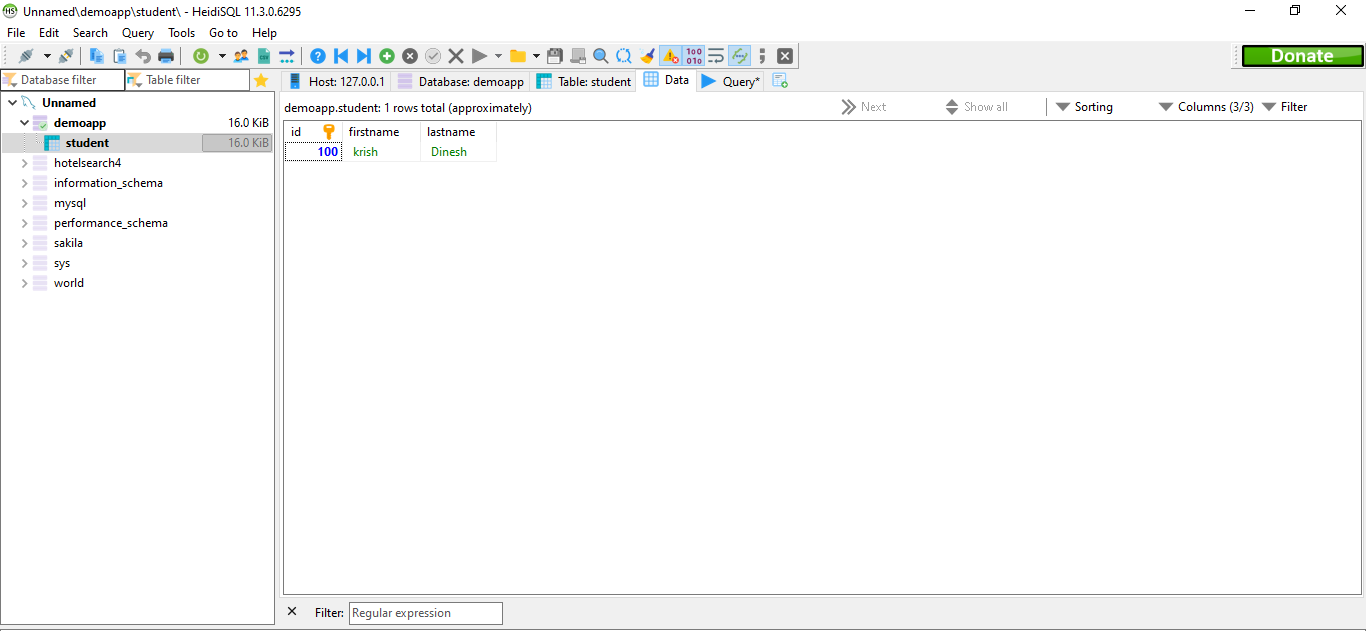 HS Unnamed\demoapp\student\ - HeidiSQL 11.3.0.6295
File Edit Search Query Tools Go to Help
Donate
Database filter Table filter Host: 127.0.0.1 Database: demoapp Table: student Data Query*
Unnamed
demoapp 16.0 KiB
student 16.0 KiB
hotelsearch4
information_schema
mysql
performance_schema
sakila
sys
world
demoapp.student: 1 rows total (approximately) Next Show all Sorting Columns (3/3) Filter
id firstname lastname
100 krish Dinesh
Filter: Regular expression